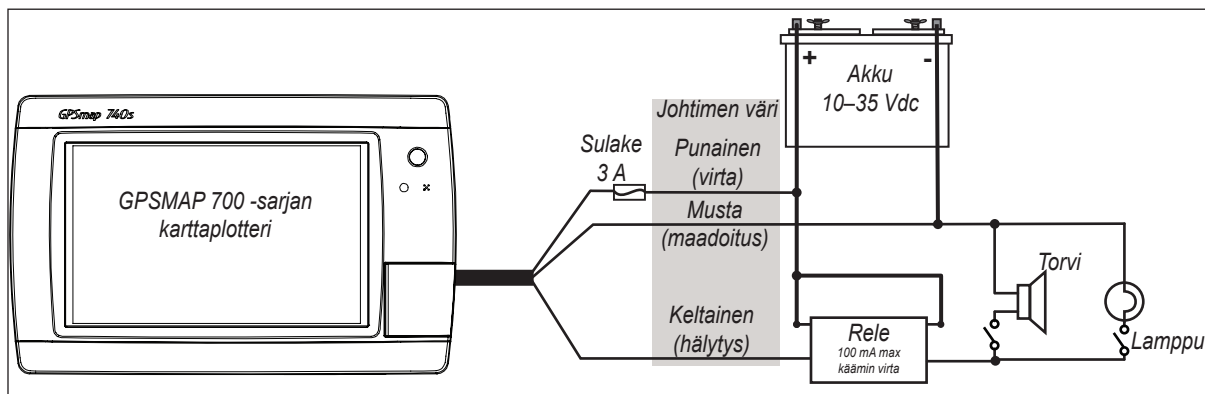 GPSmap 740s
GPSMAP 700 -sarjan
karttaplotteri
Sulake
3 A
Johtimen väri
Punainen
(virta)
Musta
(maadoitus)
Keltainen
(hälytys)
+
-
Akku
10–35 Vdc
Rele
100 mA max
käämin virta
Torvi
Lamppu